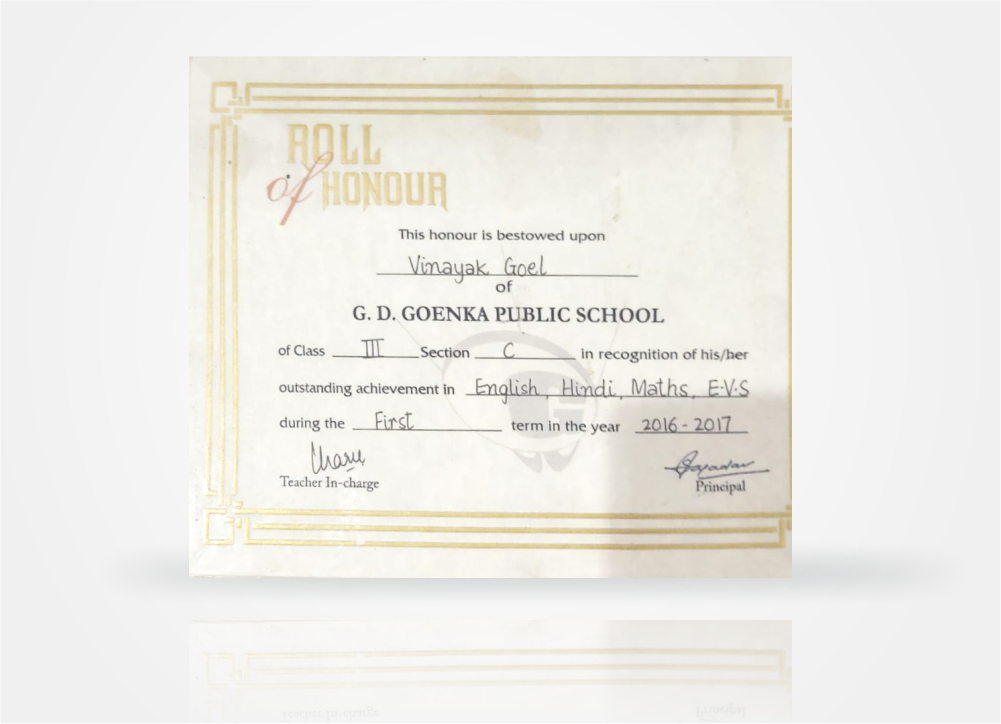 ROLL
of HONOUR
This honour is bestowed upon
Vinayak Goel
of
G. D. GOENKA PUBLIC SCHOOL
of Class III Section C in recognition of his/her
outstanding achievement in English, Hindi, Maths, E.V.S
during the First term in the year 2016 - 2017
Charu
Teacher In-charge
Principal